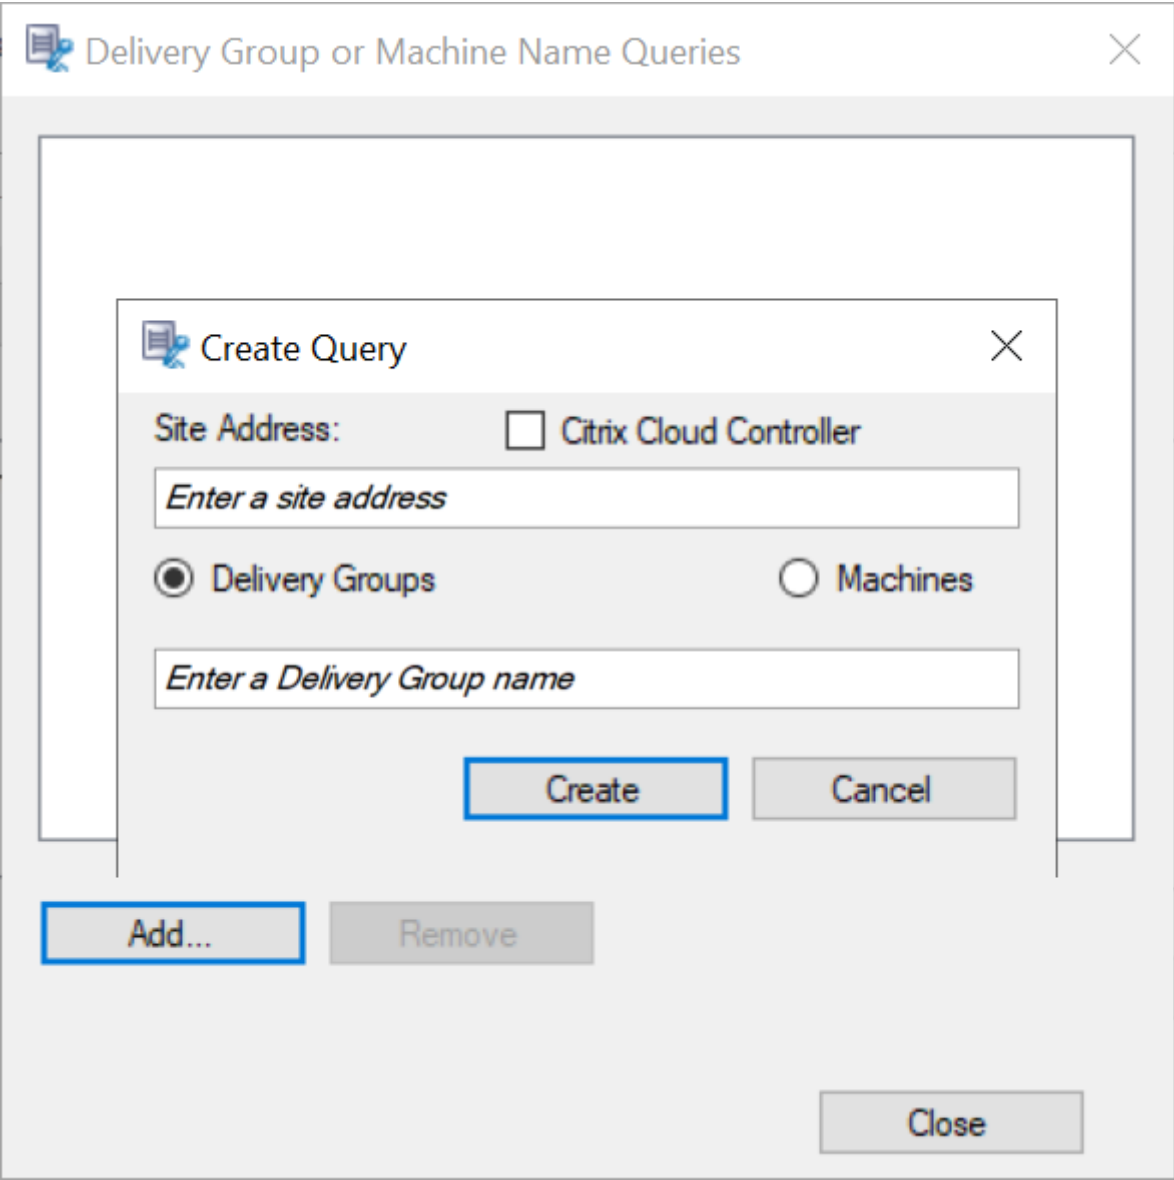 Delivery Group or Machine Name Queries
Create Query
Site Address: Citrix Cloud Controller
Enter a site address
Delivery Groups Machines
Enter a Delivery Group name
Create Cancel
Add... Remove
Close